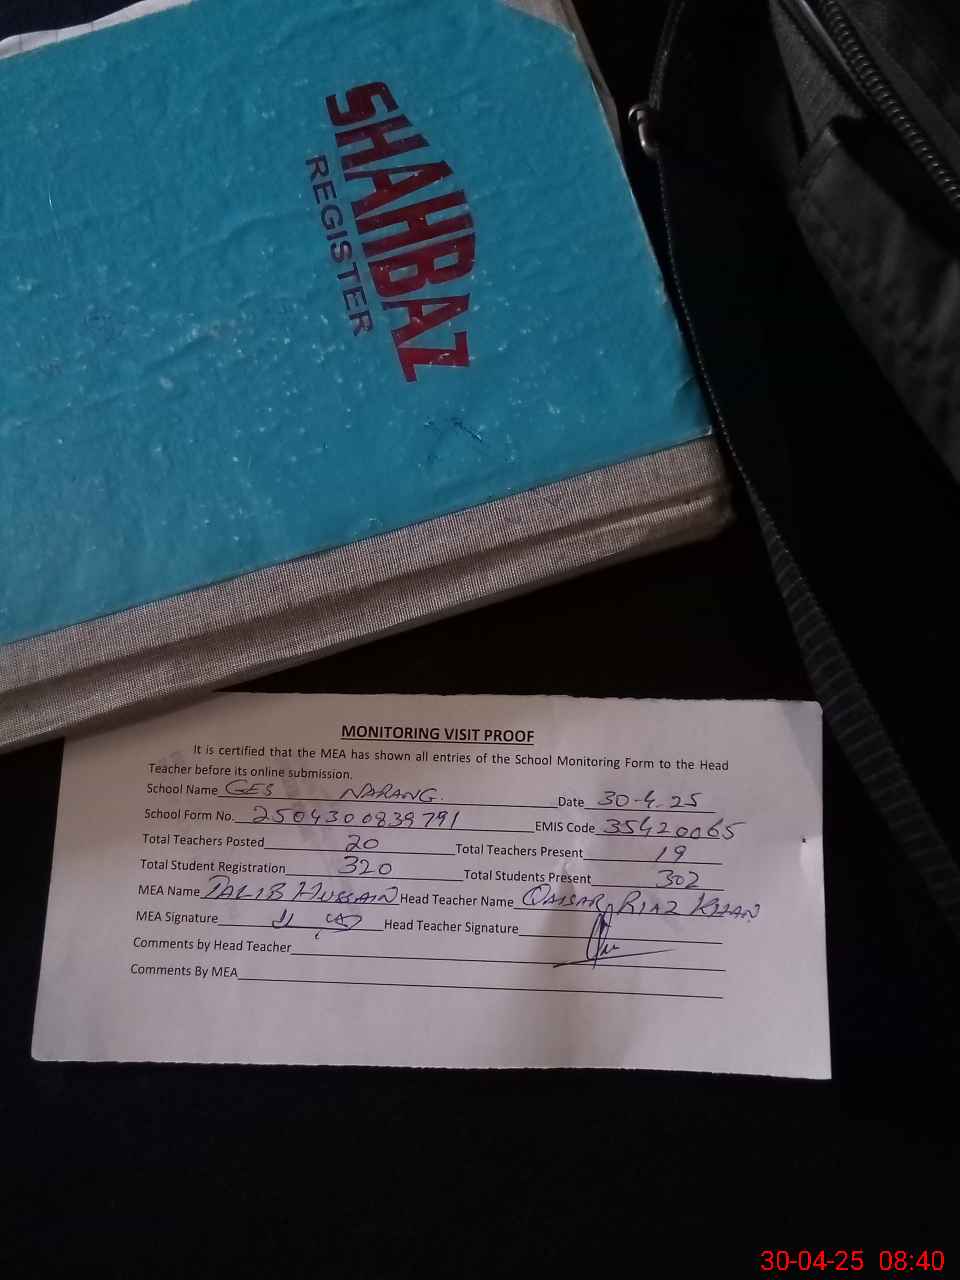 SHAHBAZ
REGISTER
MONITORING VISIT PROOF
It is certified that the MEA has shown all entries of the School Monitoring Form to the Head
Teacher before its online submission.
School Name GES NARANG. Date 30-4.25
School Form No. 2504300839791 EMIS Code 35420065
Total Teachers Posted 20 Total Teachers Present 19
Total Student Registration 320 Total Students Present 302
MEA Name TALIB HUSSAIN Head Teacher Name QAISAR RIAZ KHAN
MEA Signature Head Teacher Signature
Comments by Head Teacher
Comments By MEA
30-04-25 08:40